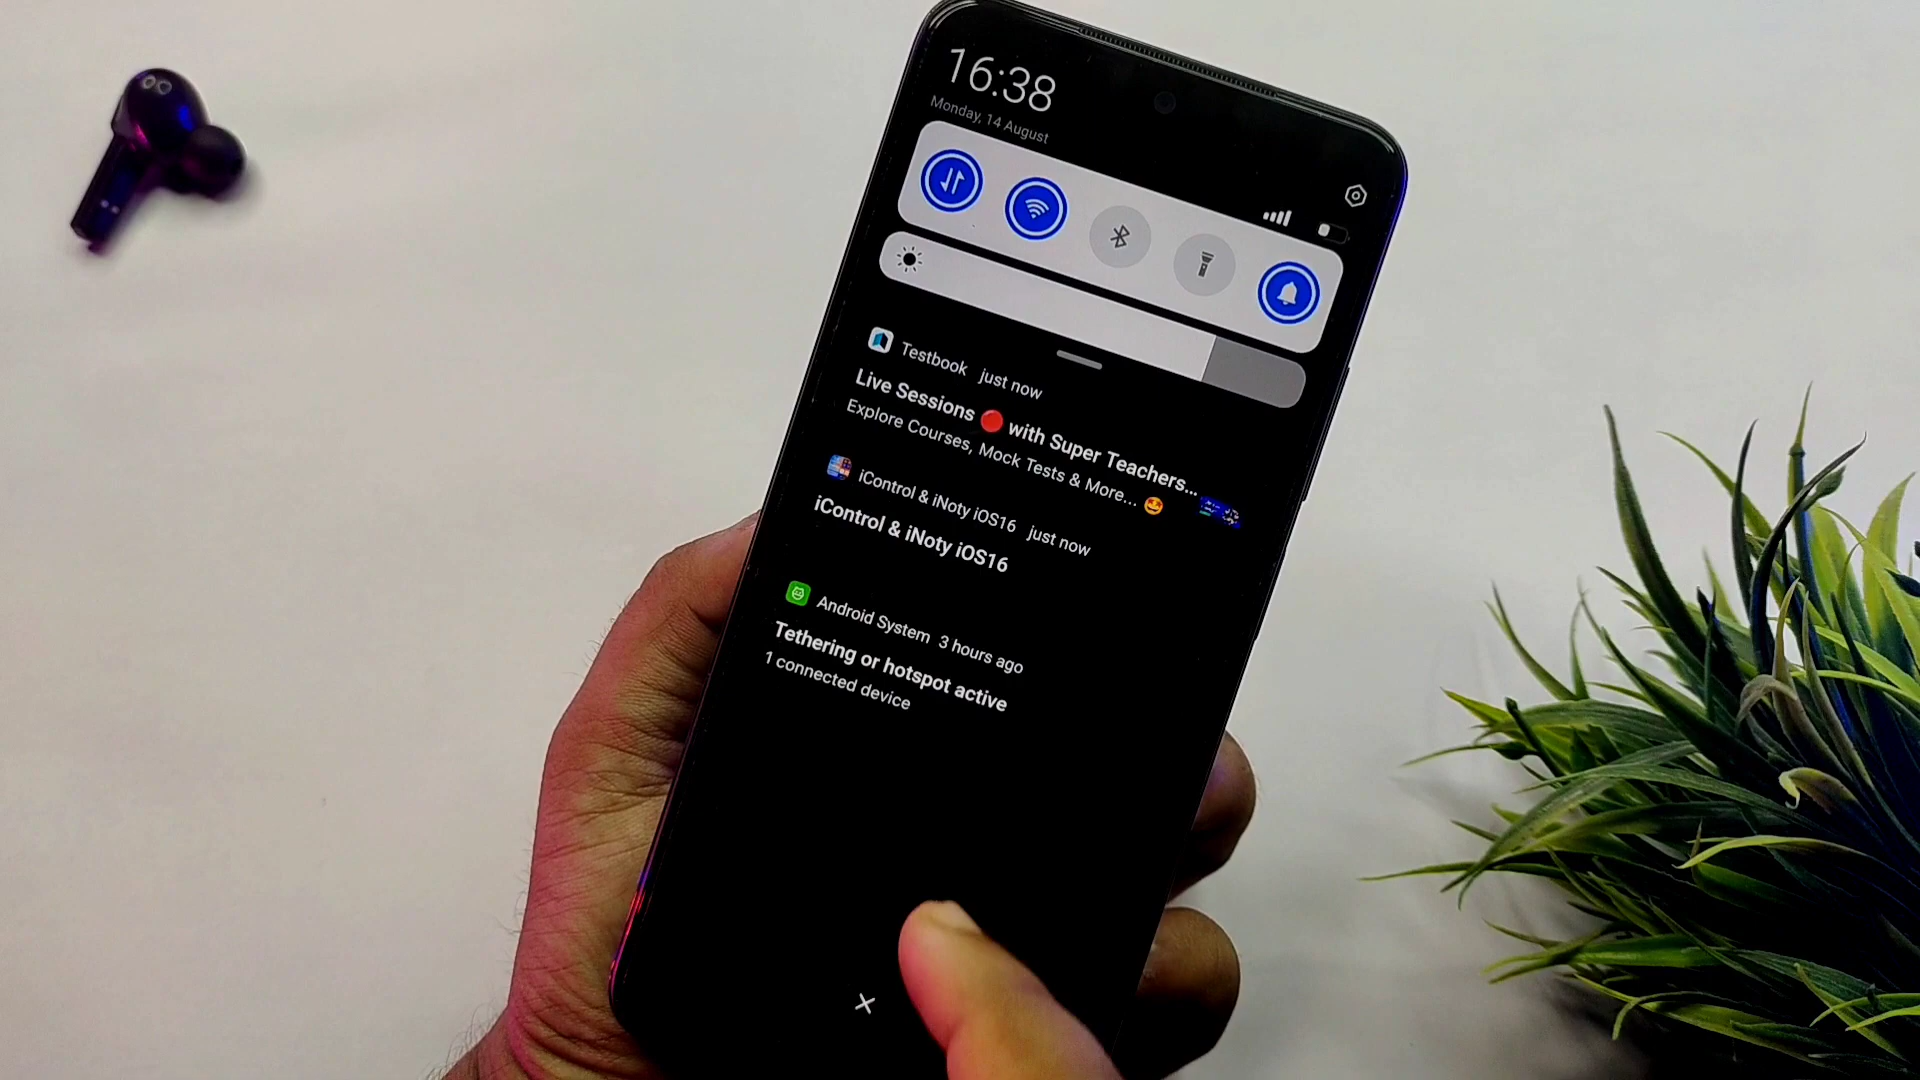 16:38
Monday, 14 August
Testbook just now
Live Sessions 🔴 with Super Teachers...
Explore Courses, Mock Tests & More... 🤩
iControl & iNoty iOS16 just now
iControl & iNoty iOS16
Android System 3 hours ago
Tethering or hotspot active
1 connected device